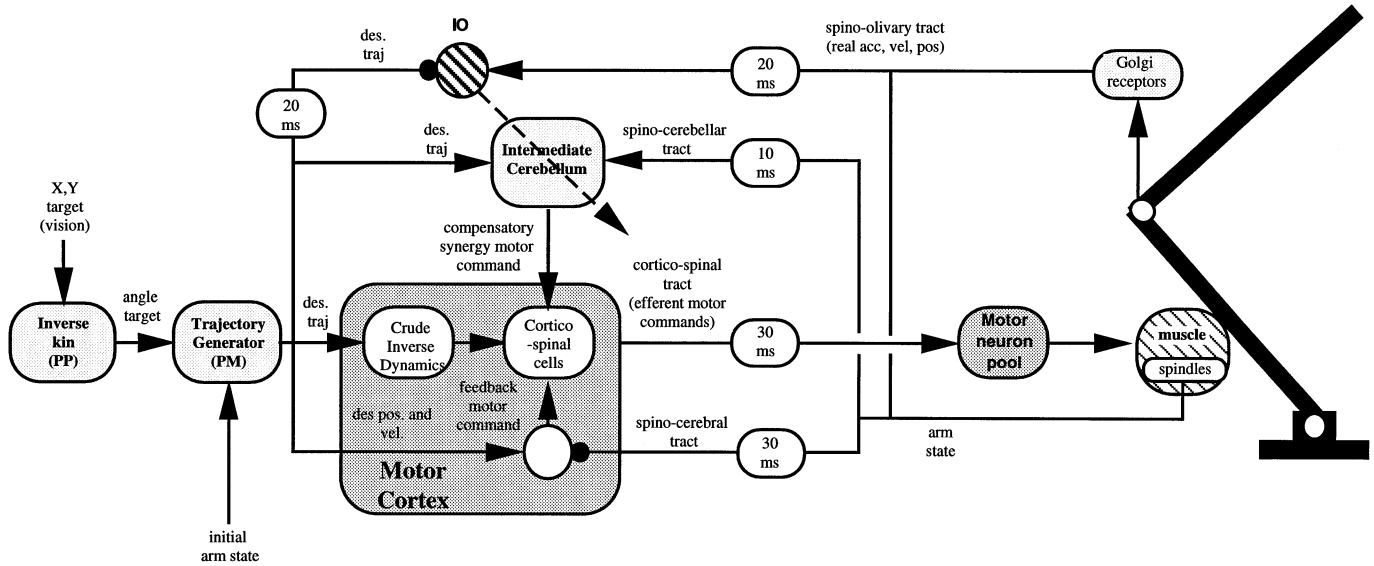 IO
des.
traj
spino-olivary tract
(real acc, vel, pos)
20
ms
Golgi
receptors
20
ms
des.
traj
Intermediate
Cerebellum
spino-cerebellar
tract
10
ms
X,Y
target
(vision)
compensatory
synergy motor
command
cortico-spinal
tract
(efferent motor
commands)
angle
target
des.
traj
Inverse
kin
(PP)
Trajectory
Generator
(PM)
Crude
Inverse
Dynamics
Cortico
-spinal
cells
30
ms
Motor
neuron
pool
muscle
spindles
feedback
motor
command
des pos. and
vel.
spino-cerebral
tract
30
ms
arm
state
Motor
Cortex
initial
arm state